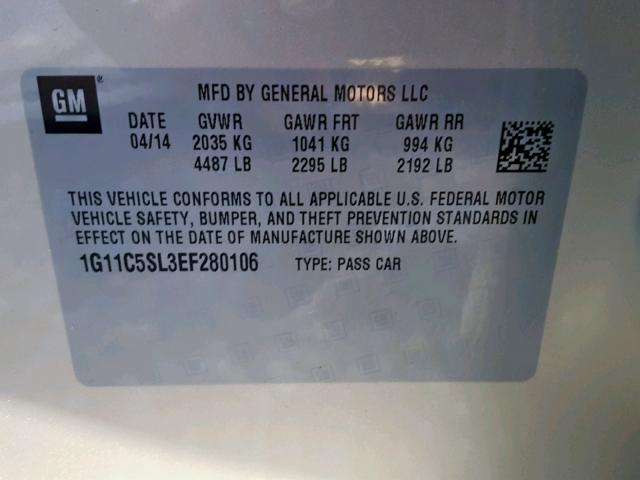 GM ® MFD BY GENERAL MOTORS LLC
DATE GVWR GAWR FRT GAWR RR
04/14 2035 KG 1041 KG 994 KG
4487 LB 2295 LB 2192 LB
THIS VEHICLE CONFORMS TO ALL APPLICABLE U.S. FEDERAL MOTOR
VEHICLE SAFETY, BUMPER, AND THEFT PREVENTION STANDARDS IN
EFFECT ON THE DATE OF MANUFACTURE SHOWN ABOVE.
1G11C5SL3EF280106 TYPE: PASS CAR